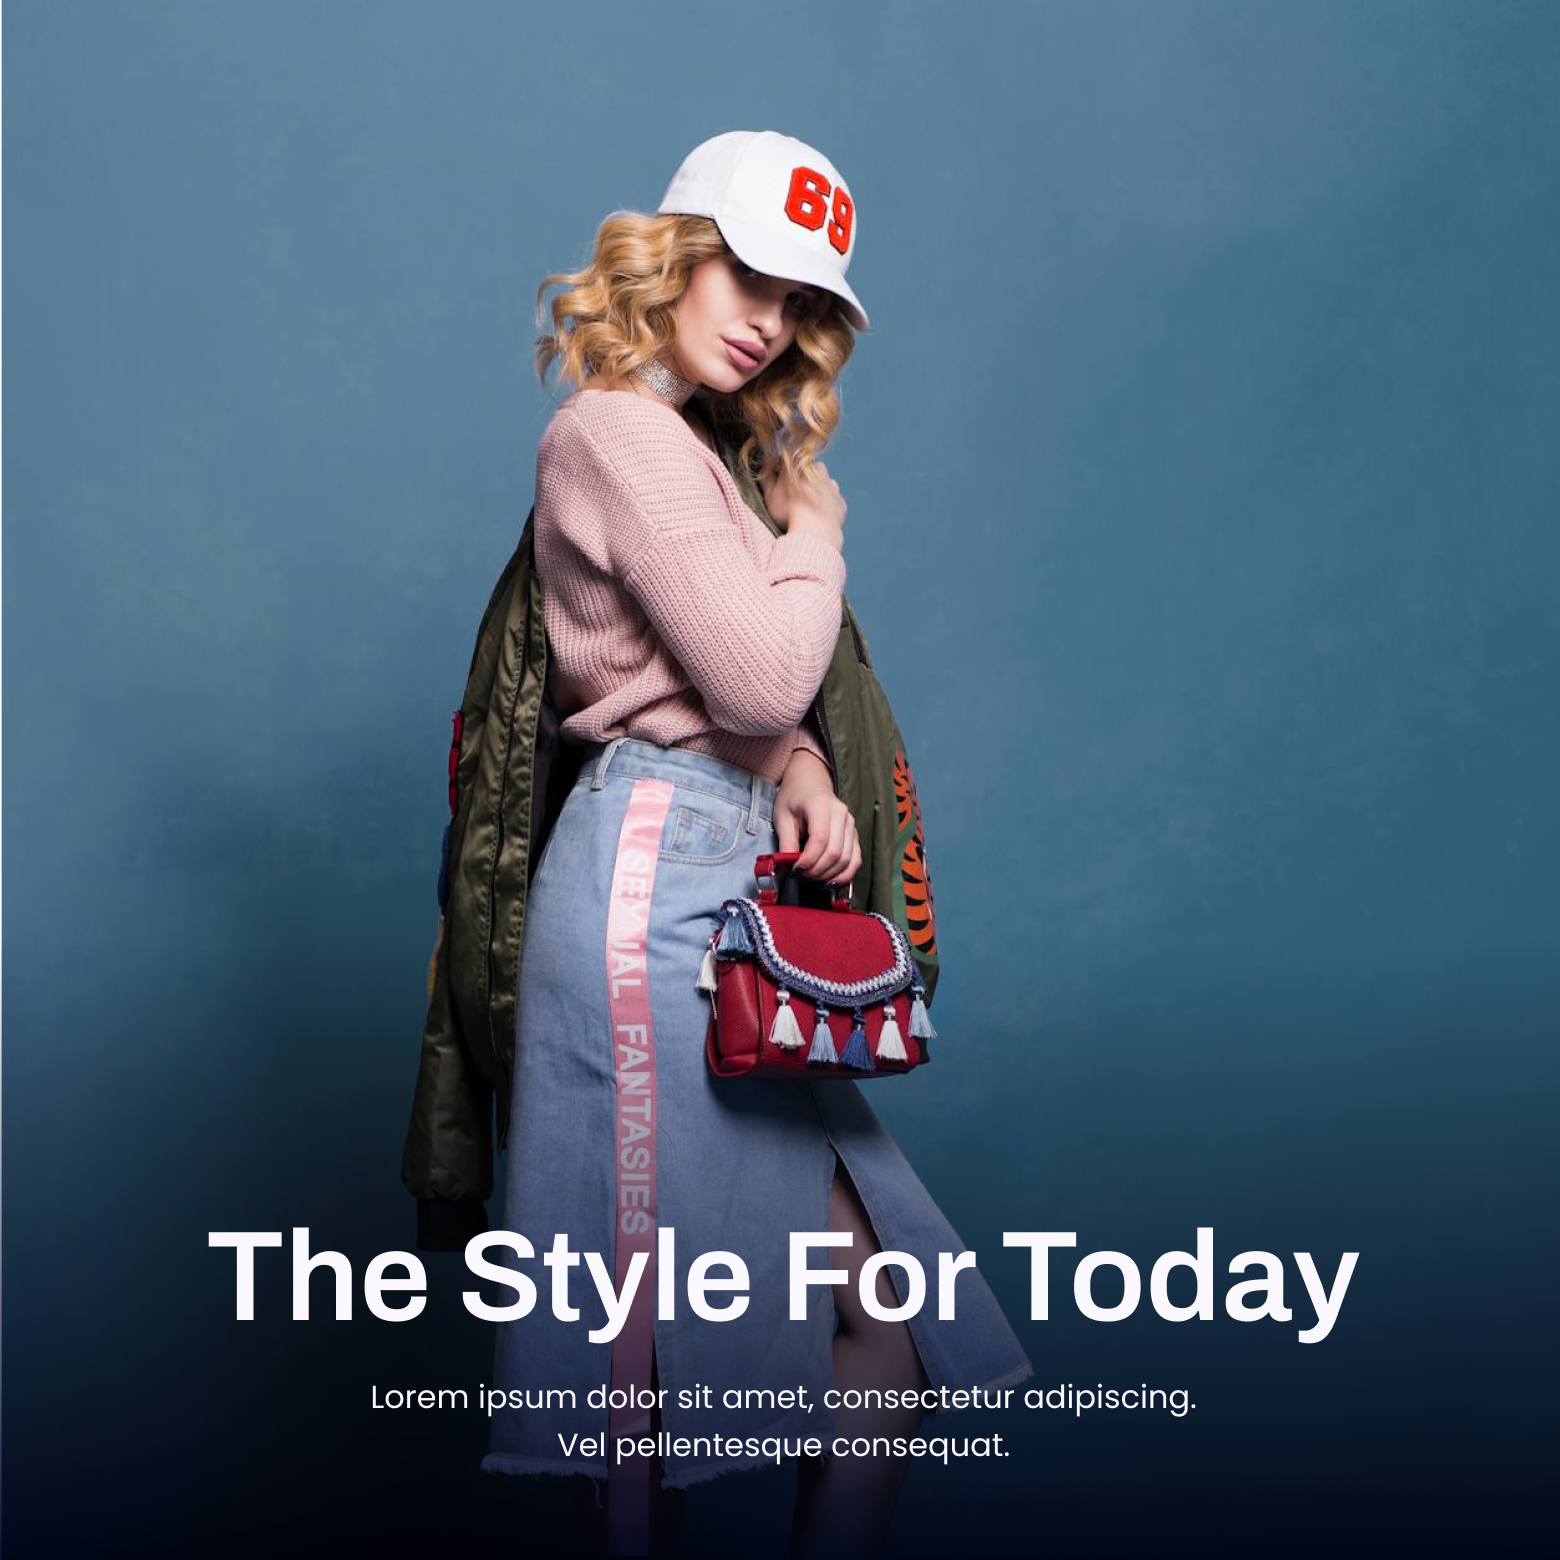 69
SEXUAL FANTASIES
The Style For Today
Lorem ipsum dolor sit amet, consectetur adipiscing.
Vel pellentesque consequat.